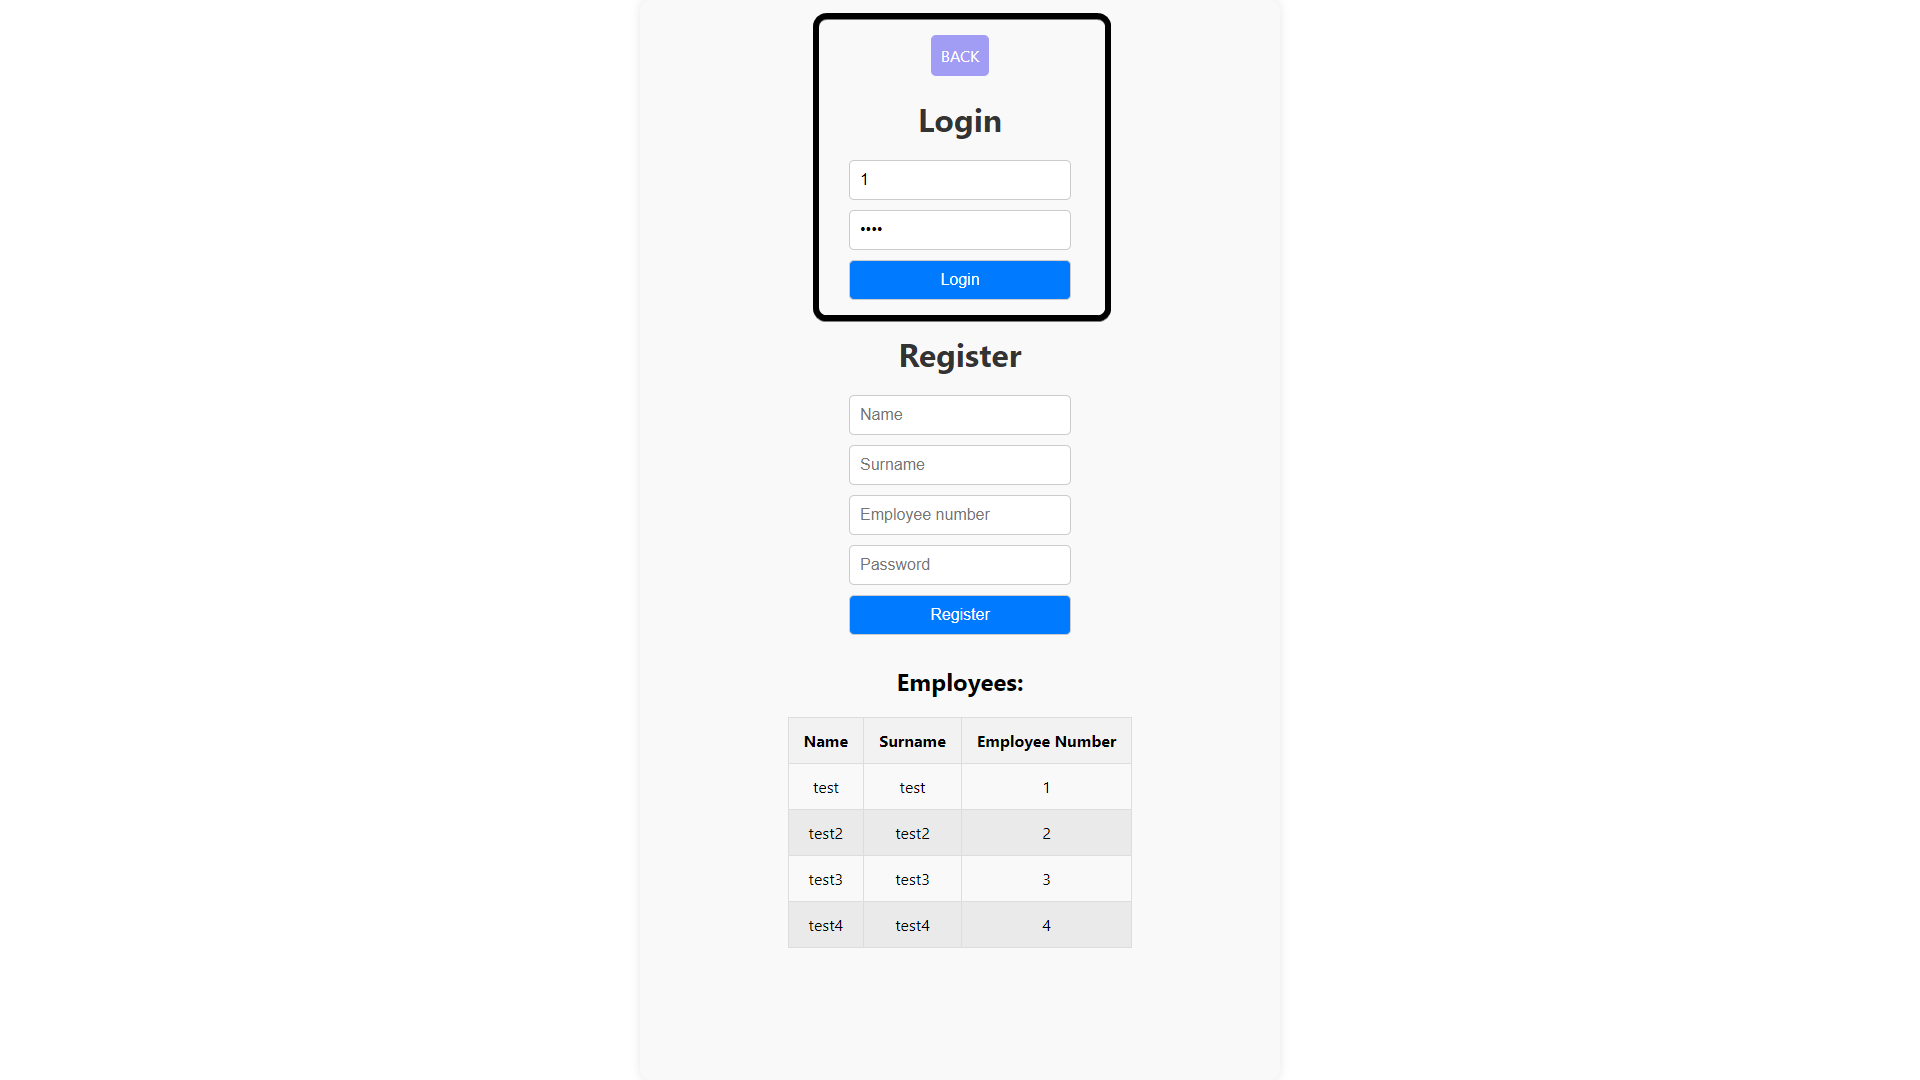 BACK
Login
1
••••
Login
Register
Name
Surname
Employee number
Password
Register
Employees:
Name Surname Employee Number
test test 1
test2 test2 2
test3 test3 3
test4 test4 4